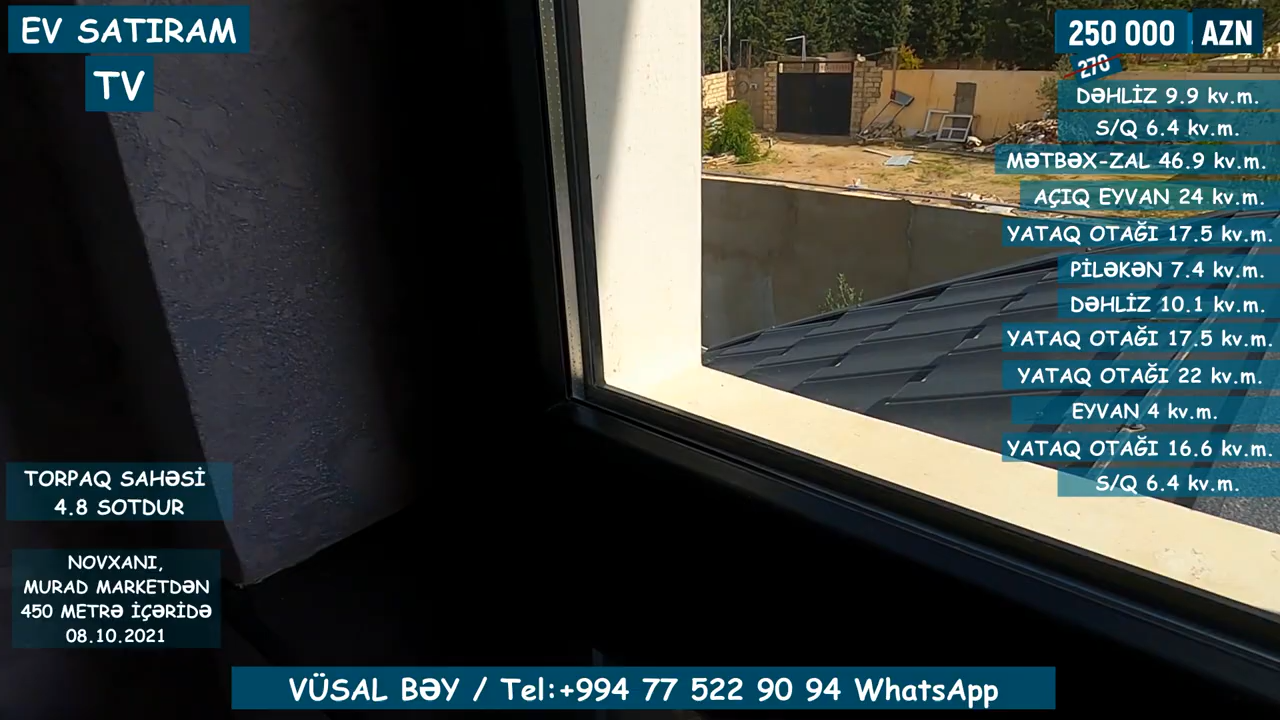 EV SATIRAM
TV
250 000 AZN
270
DƏHLİZ 9.9 kv.m.
S/Q 6.4 kv.m.
MƏTBƏX-ZAL 46.9 kv.m.
AÇIQ EYVAN 24 kv.m.
YATAQ OTAĞI 17.5 kv.m.
PİLƏKƏN 7.4 kv.m.
DƏHLİZ 10.1 kv.m.
YATAQ OTAĞI 17.5 kv.m.
YATAQ OTAĞI 22 kv.m.
EYVAN 4 kv.m.
YATAQ OTAĞI 16.6 kv.m.
S/Q 6.4 kv.m.
TORPAQ SAHƏSİ
4.8 SOTDUR
NOVXANI,
MURAD MARKETDƏN
450 METRƏ İÇƏRİDƏ
08.10.2021
VÜSAL BƏY / Tel:+994 77 522 90 94 WhatsApp